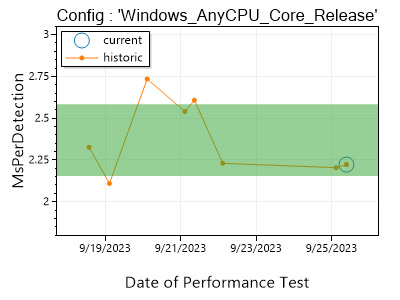 Config : 'Windows_AnyCPU_Core_Release'
current
historic
MsPerDetection
3
2.75
2.5
2.25
2
9/19/2023
9/21/2023
9/23/2023
9/25/2023
Date of Performance Test